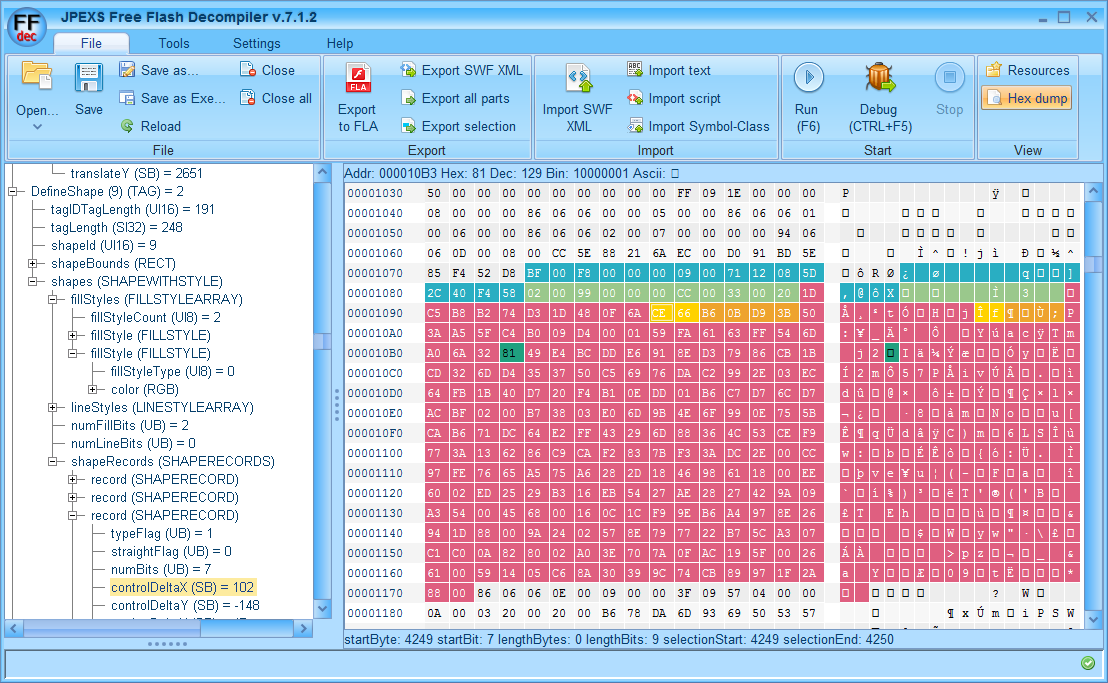 FF dec
JPEXS Free Flash Decompiler v.7.1.2
File Tools Settings Help
Open...
Save
Save as...
Save as Exe...
Reload
Close
Close all
File
Export to FLA
Export SWF XML
Export all parts
Export selection
Export
Import SWF XML
Import text
Import script
Import Symbol-Class
Import
Run (F6)
Debug (CTRL+F5)
Stop
Start
Resources
Hex dump
View
translateY (SB) = 2651
DefineShape (9) (TAG) = 2
tagIDTagLength (UI16) = 191
tagLength (SI32) = 248
shapeId (UI16) = 9
shapeBounds (RECT)
shapes (SHAPEWITHSTYLE)
fillStyles (FILLSTYLEARRAY)
fillStyleCount (UI8) = 2
fillStyle (FILLSTYLE)
fillStyle (FILLSTYLE)
fillStyleType (UI8) = 0
color (RGB)
lineStyles (LINESTYLEARRAY)
numFillBits (UB) = 2
numLineBits (UB) = 0
shapeRecords (SHAPERECORDS)
record (SHAPERECORD)
record (SHAPERECORD)
record (SHAPERECORD)
typeFlag (UB) = 1
straightFlag (UB) = 0
numBits (UB) = 7
controlDeltaX (SB) = 102
controlDeltaY (SB) = -148
Addr: 000010B3 Hex: 81 Dec: 129 Bin: 10000001 Ascii:
00001030 50 00 00 00 00 00 00 00 00 00 FF 09 1E 00 00 00 00
00001040 08 00 00 00 86 06 06 00 00 05 00 00 86 06 06 01
00001050 00 00 00 86 06 06 02 00 07 00 00 00 00 00 94 06
00001060 06 0D 00 08 00 CC 5E 88 21 6A EC 00 D0 91 BD 5E
00001070 85 F4 52 D8 BF 00 F8 00 00 00 09 00 71 12 08 5D
00001080 2C 40 F4 58 02 00 99 00 00 00 CC 00 33 00 20 1D
00001090 C5 B8 B2 74 D3 1D 48 0F 6A CE 66 B6 0B D9 3B 50
000010A0 3A A5 5F C4 B0 08 D4 00 01 59 FA 61 63 FF 54 6D
000010B0 A0 6A 32 81 49 E4 BC DD E6 91 8E D3 79 86 CB 1B
000010C0 CD 32 6D D4 35 37 50 C5 69 76 DA C2 99 2E 03 EC
000010D0 64 FB 1B 40 D7 20 F4 B1 0E DD 01 B6 C7 D7 6C D7
000010E0 AC BF 02 00 B7 38 03 E0 6D 9B 4E 6F 99 0E 75 5B
000010F0 CA B6 71 DC 64 E2 FF 43 29 6D 88 36 4C 53 CE F9
00001100 77 3A 13 62 86 C9 CA F2 83 7B F3 3A DC 2E 00 CC
00001110 97 FE 76 65 A5 75 A6 28 2D 18 46 98 61 18 00 EE
00001120 60 02 ED 25 29 B3 16 EB 54 27 AE 28 27 42 9A 09
00001130 A3 54 00 45 68 00 16 0C 1C F9 9E B6 A4 97 8E 26
00001140 94 1D 88 00 9A 24 02 57 8E 79 77 22 B7 5C A3 07
00001150 C1 C0 0A 82 80 02 A0 3E 70 7A 0F AC 19 5F 00 26
00001160 61 00 59 14 05 C6 8A 30 39 9C 74 CB 89 97 1F 2A
00001170 88 00 86 06 06 0E 00 09 00 00 3F 09 57 04 00 00
00001180 0A 00 03 20 00 20 00 B6 78 DA 6D 93 69 50 53 57
startByte: 4249 startBit: 7 lengthBytes: 0 lengthBits: 9 selectionStart: 4249 selectionEnd: 4250